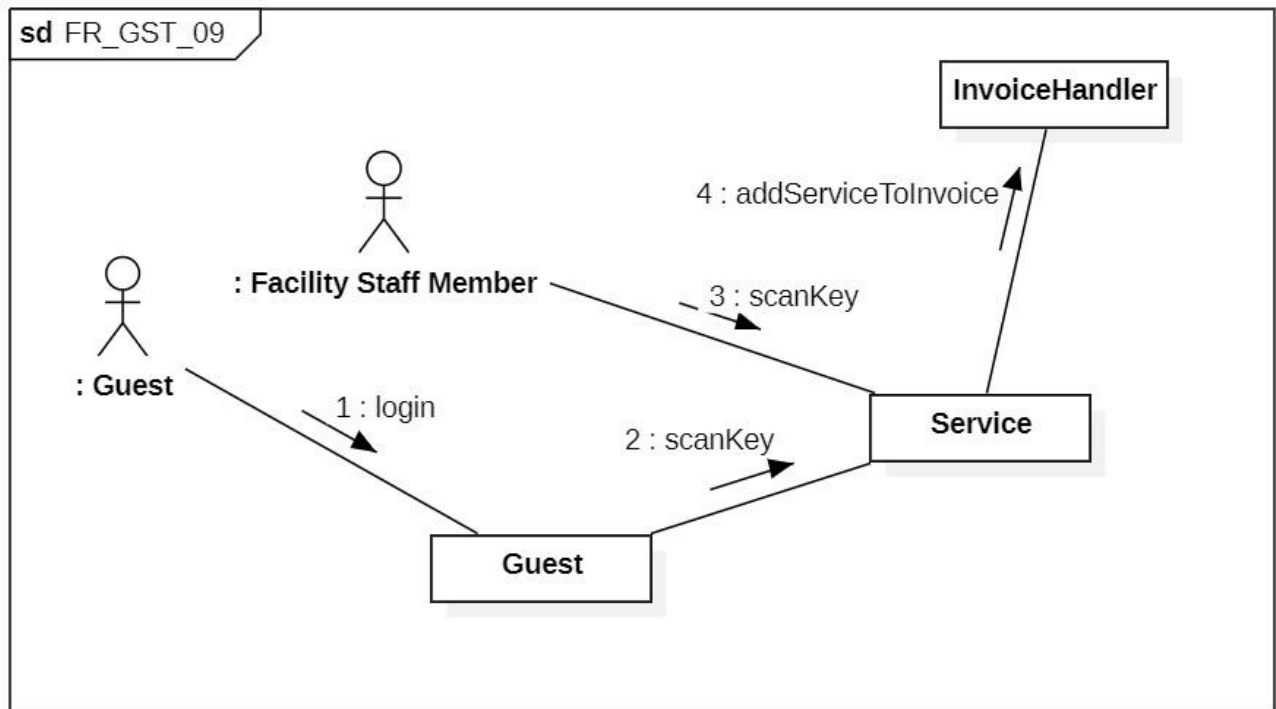 sd FR_GST_09
InvoiceHandler
4 : addServiceToInvoice
: Facility Staff Member
3 : scanKey
: Guest
1 : login
2 : scanKey
Service
Guest